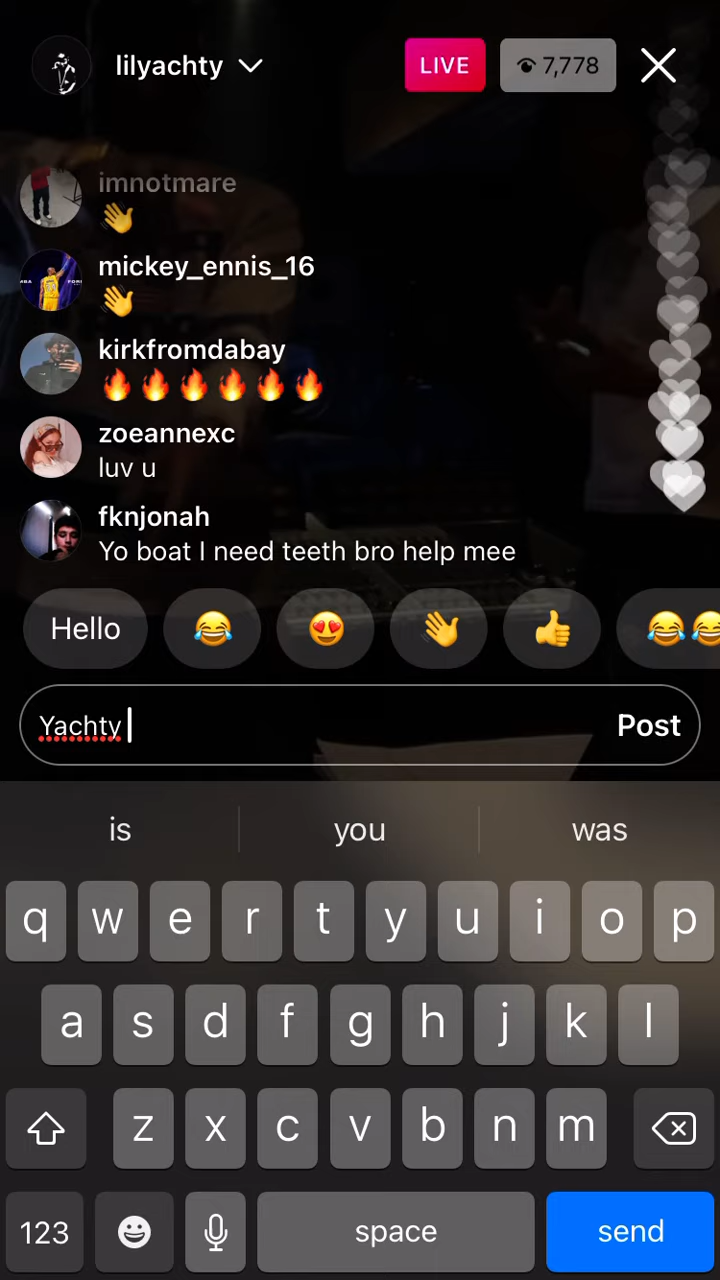 lilyachty
LIVE
7,778
imnotmare
👋
mickey_ennis_16
👋
kirkfromdabay
🔥🔥🔥🔥🔥🔥
zoeannexc
luv u
fknjonah
Yo boat I need teeth bro help mee
Hello 😂 😍 👋 👍 😂😂
Yachty
Post
is you was
q w e r t y u i o p
a s d f g h j k l
z x c v b n m
123 space send